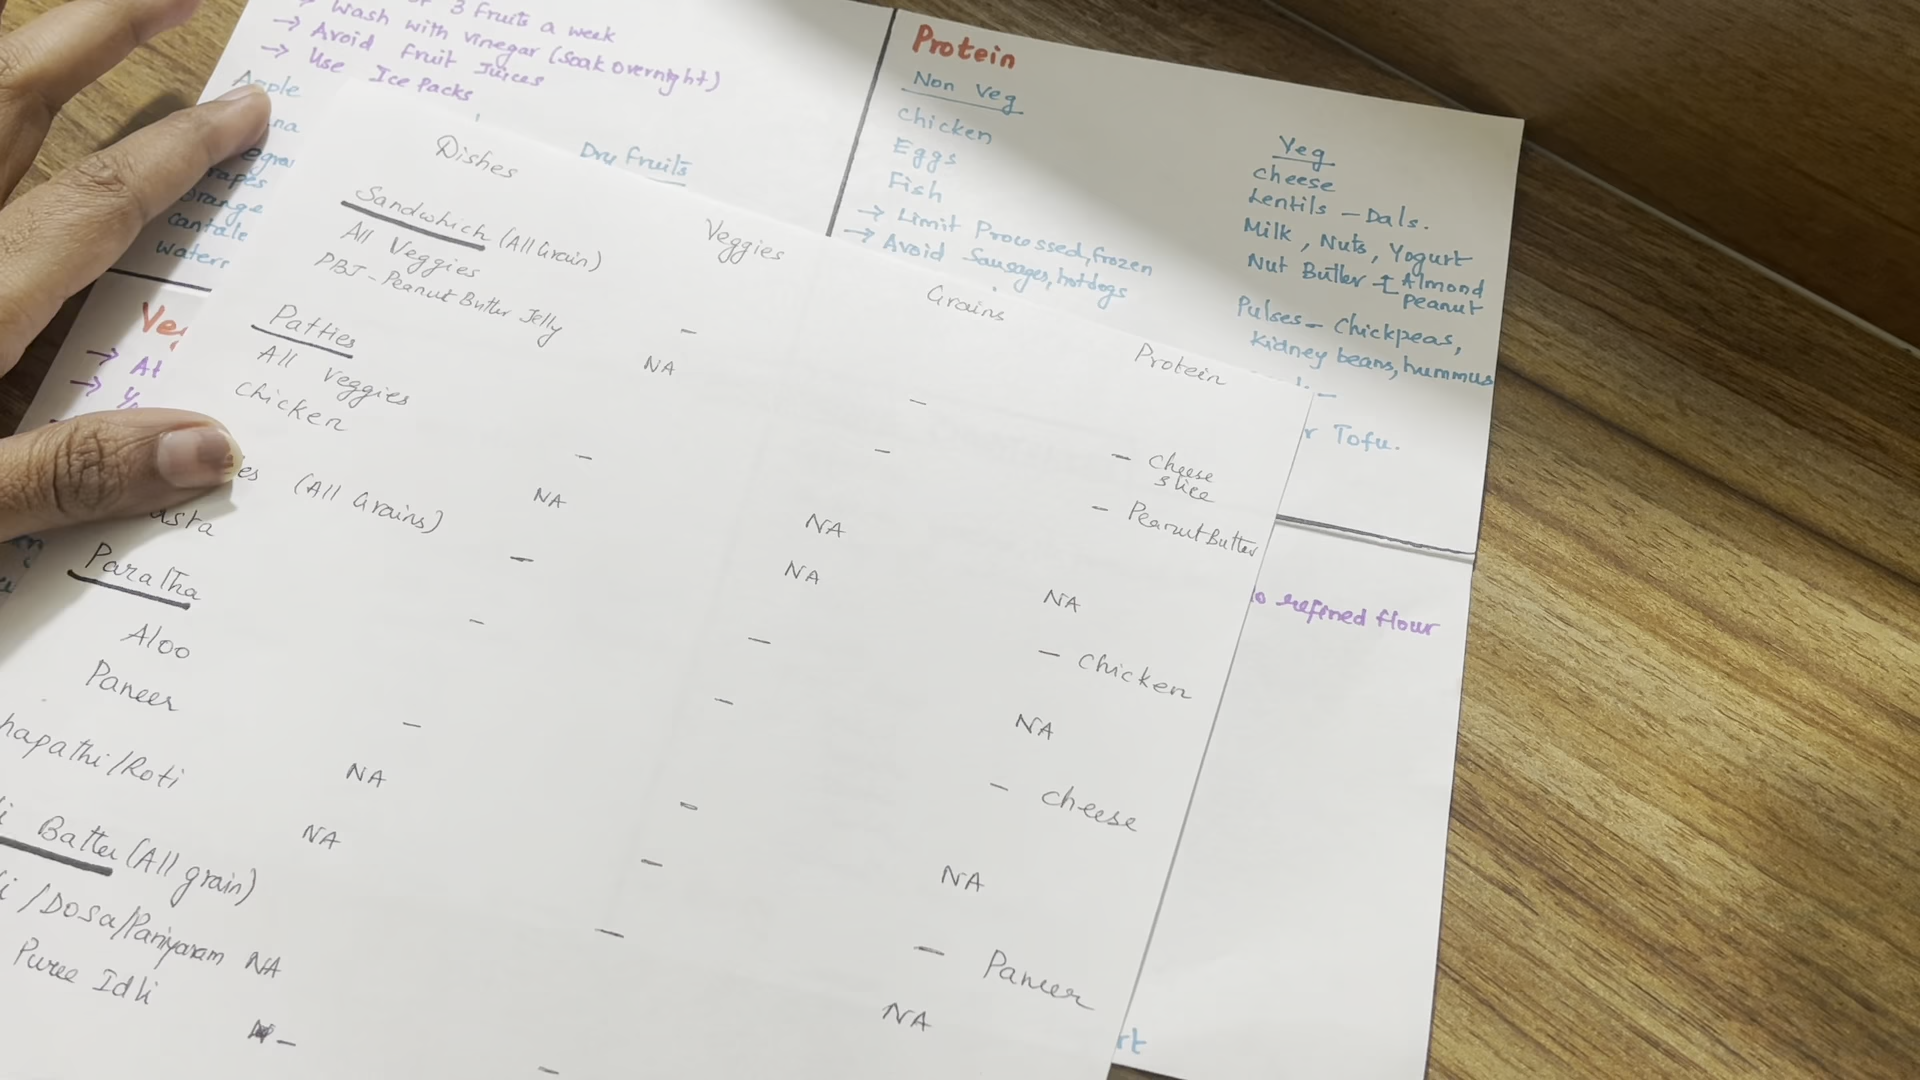 3 Fruits a week
→ Wash with vinegar (Soak overnight)
→ Avoid Fruit Juices
→ Use Ice Packs
Apple
Dry Fruits
Protein
Non Veg
Chicken
Eggs
Fish
→ Limit Processed, frozen
→ Avoid Sausages, hotdogs
Veg
Cheese
Lentils - Dals.
Milk, Nuts, Yogurt
Nut Butter - [ Almond
Peanut
Pulses - Chickpeas,
Kidney beans, hummus
Tofu.
refined flour
→ At
Dishes
Veggies
Grains
Protein
Sandwhich (All Grain)
All Veggies - - - Cheese
slice
PBJ - Peanut Butter Jelly NA - - Peanut Butter
Patties
All Veggies - NA NA
Chicken NA NA - Chicken
(All Grains) - - NA
- - - Cheese
Paratha
Aloo - - NA
Paneer NA - - Paneer
/Roti NA - NA
Batter (All grain)
/Dosa/Paniyaram NA
Puree Idli - -